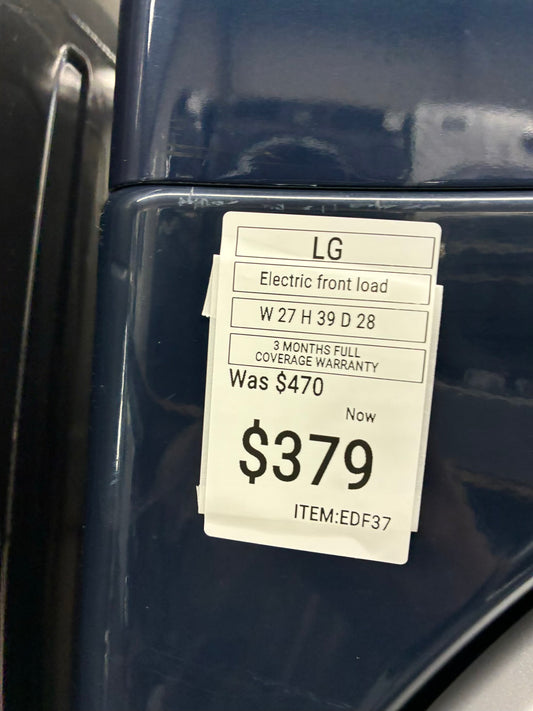 LG
Electric front load
W 27 H 39 D 28
3 MONTHS FULL
COVERAGE WARRANTY
Was $470
Now
$379
ITEM:EDF37